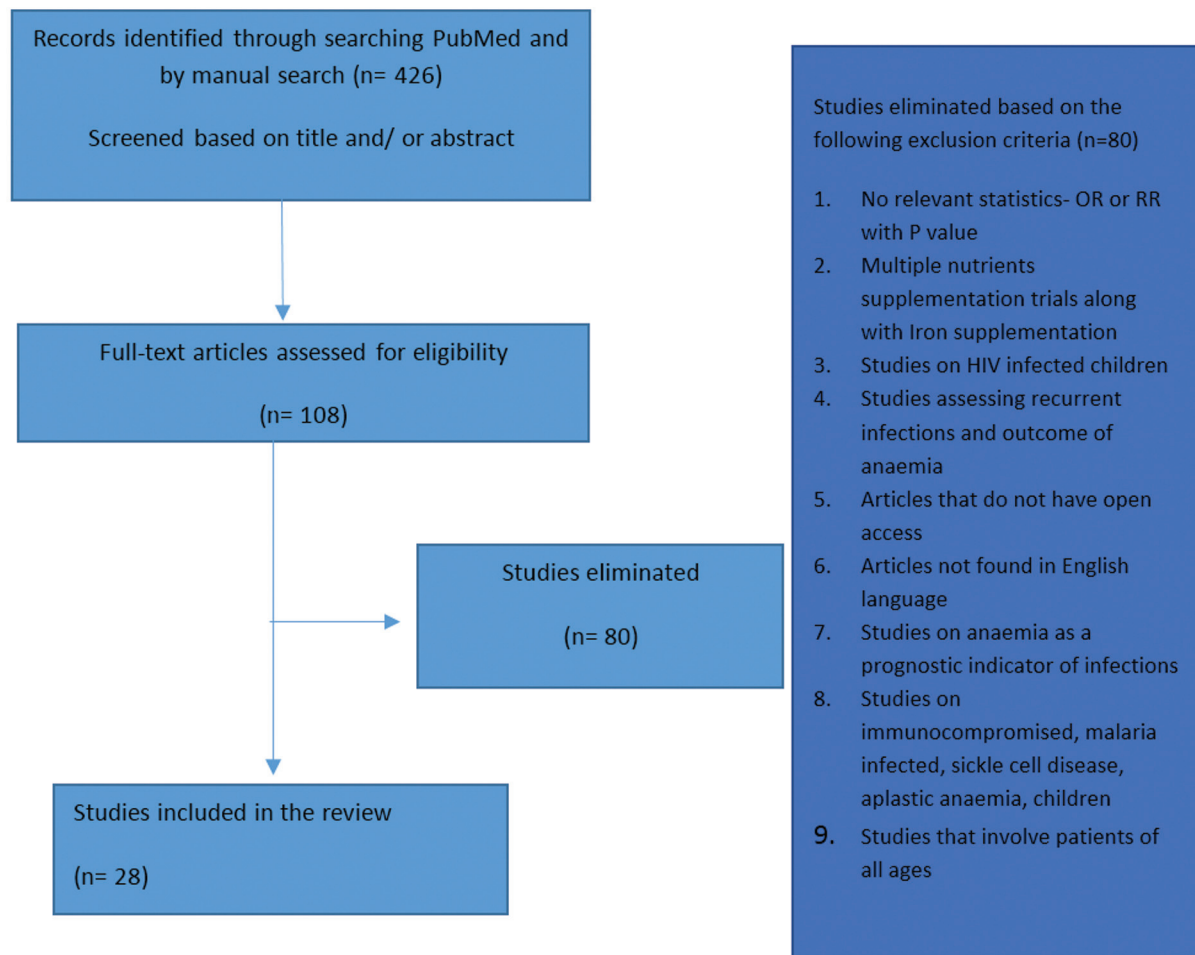 Records identified through searching PubMed and
by manual search (n= 426)
Screened based on title and/ or abstract
Full-text articles assessed for eligibility
(n= 108)
Studies eliminated
(n= 80)
Studies included in the review
(n= 28)
Studies eliminated based on the
following exclusion criteria (n=80)
1. No relevant statistics- OR or RR
with P value
2. Multiple nutrients
supplementation trials along
with Iron supplementation
3. Studies on HIV infected children
4. Studies assessing recurrent
infections and outcome of
anaemia
5. Articles that do not have open
access
6. Articles not found in English
language
7. Studies on anaemia as a
prognostic indicator of infections
8. Studies on
immunocompromised, malaria
infected, sickle cell disease,
aplastic anaemia, children
9. Studies that involve patients of
all ages